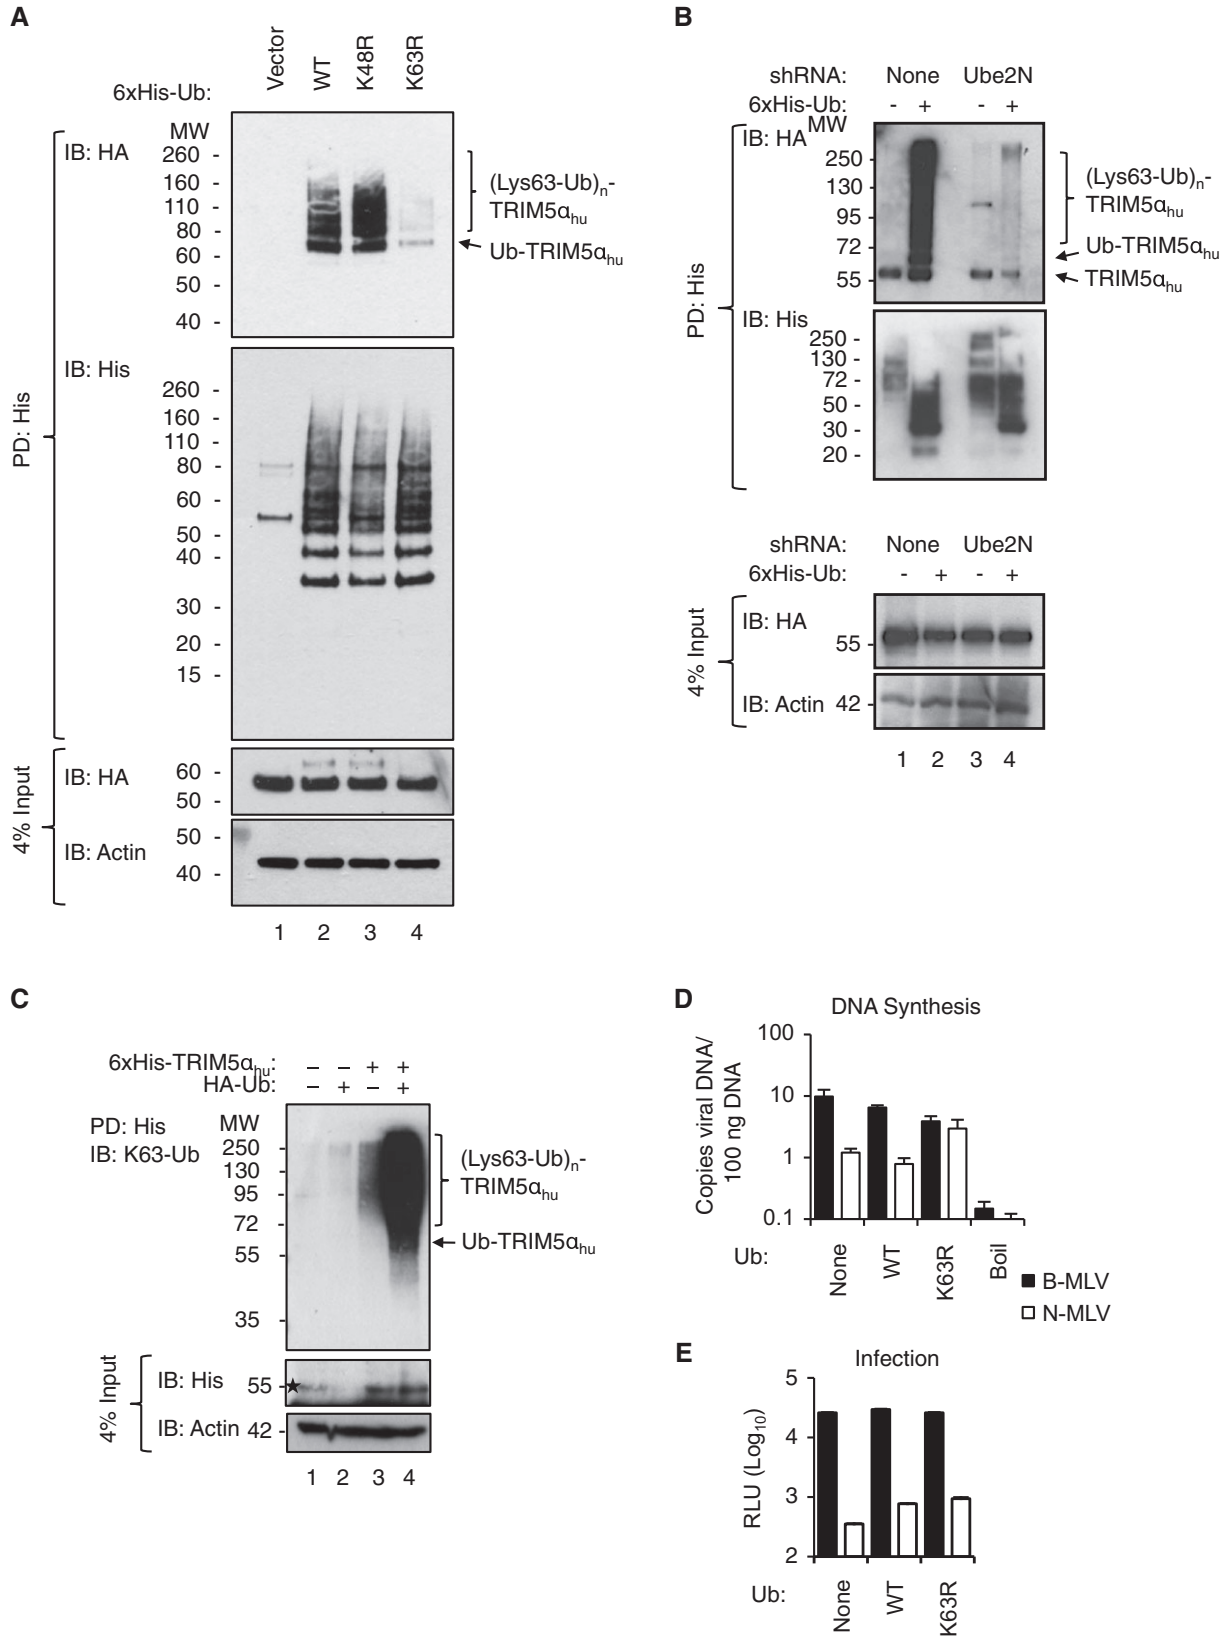 A
6xHis-Ub: Vector WT K48R K63R
MW
PD: His
IB: HA
260 -
160 -
110 -
80 -
60 -
50 -
40 -
(Lys63-Ub)n-
TRIM5αhu
Ub-TRIM5αhu
IB: His
260 -
160 -
110 -
80 -
60 -
50 -
40 -
30 -
20 -
15 -
4% Input
IB: HA
60 -
50 -
IB: Actin
50 -
40 -
1 2 3 4
B
shRNA: None Ube2N
6xHis-Ub: - + - +
MW
PD: His
IB: HA
250 -
130 -
95 -
72 -
55 -
(Lys63-Ub)n-
TRIM5αhu
Ub-TRIM5αhu
TRIM5αhu
IB: His
250 -
130 -
72 -
50 -
30 -
20 -
shRNA: None Ube2N
6xHis-Ub: - + - +
4% Input
IB: HA
55 -
IB: Actin 42 -
1 2 3 4
C
6xHis-TRIM5αhu: – – + +
HA-Ub: – + – +
PD: His
IB: K63-Ub
MW
250 -
130 -
95 -
72 -
55 -
35 -
(Lys63-Ub)n-
TRIM5αhu
Ub-TRIM5αhu
4% Input
IB: His 55 -
★
IB: Actin 42 -
1 2 3 4
D
DNA Synthesis
Copies viral DNA/
100 ng DNA
100
10
1
0.1
Ub: None WT K63R Boil
B-MLV
N-MLV
E
Infection
RLU (Log10)
5
4
3
2
Ub: None WT K63R